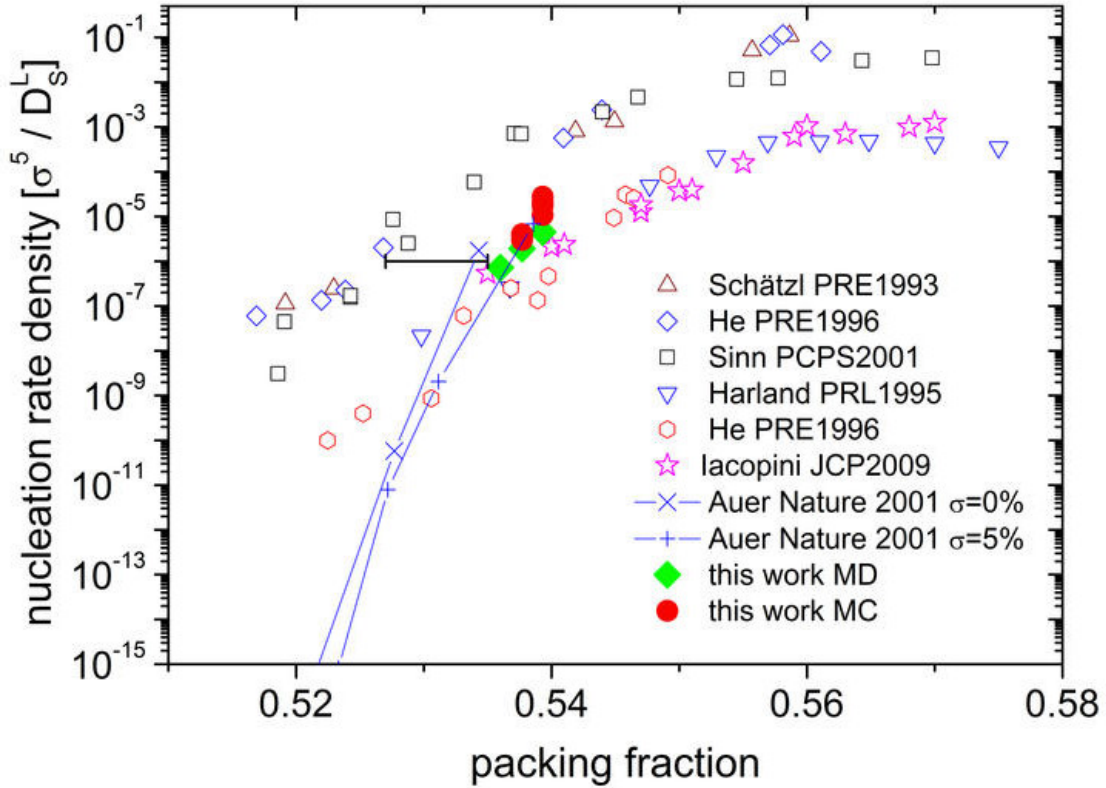 nucleation rate density [σ⁵ / D_S^L]
10⁻¹
10⁻³
10⁻⁵
10⁻⁷
10⁻⁹
10⁻¹¹
10⁻¹³
10⁻¹⁵
Schätzl PRE1993
He PRE1996
Sinn PCPS2001
Harland PRL1995
He PRE1996
Iacopini JCP2009
Auer Nature 2001 σ=0%
Auer Nature 2001 σ=5%
this work MD
this work MC
0.52 0.54 0.56 0.58
packing fraction